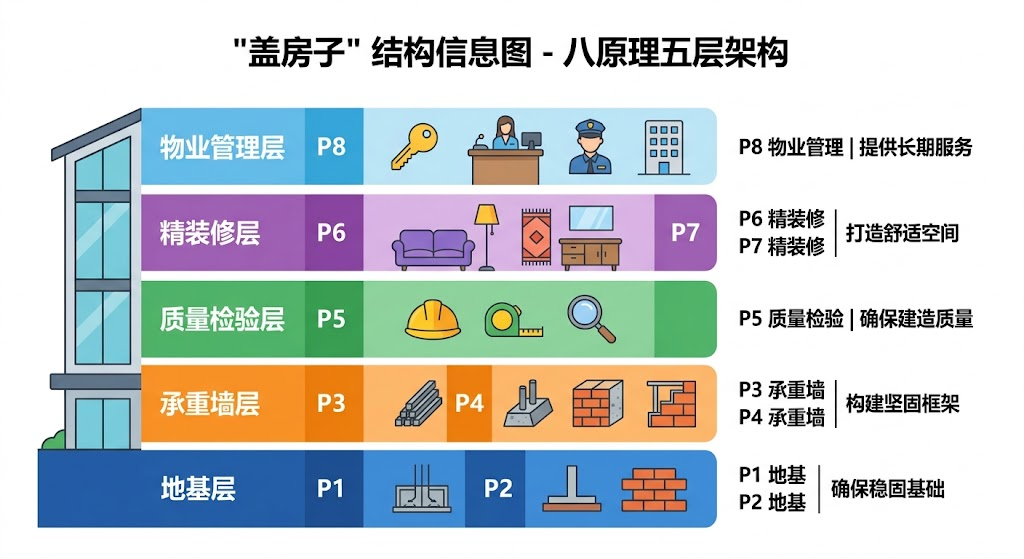 "盖房子" 结构信息图 - 八原理五层架构
物业管理层 P8
P8 物业管理 | 提供长期服务
精装修层 P6 P7
P6 精装修
P7 精装修
打造舒适空间
质量检验层 P5
P5 质量检验 | 确保建造质量
承重墙层 P3 P4
P3 承重墙
P4 承重墙
构建坚固框架
地基层 P1 P2
P1 地基
P2 地基
确保稳固基础